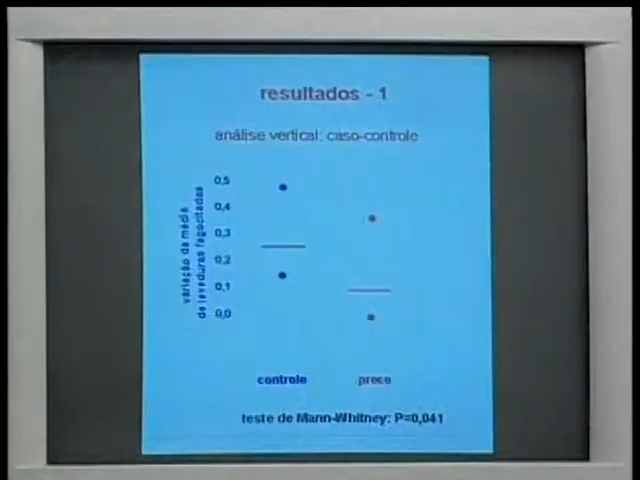 resultados - 1
análise vertical: caso-controle
variação da média
de leveduras fagocitadas
0,5
0,4
0,3
0,2
0,1
0,0
controle
prece
teste de Mann-Whitney: P=0,041